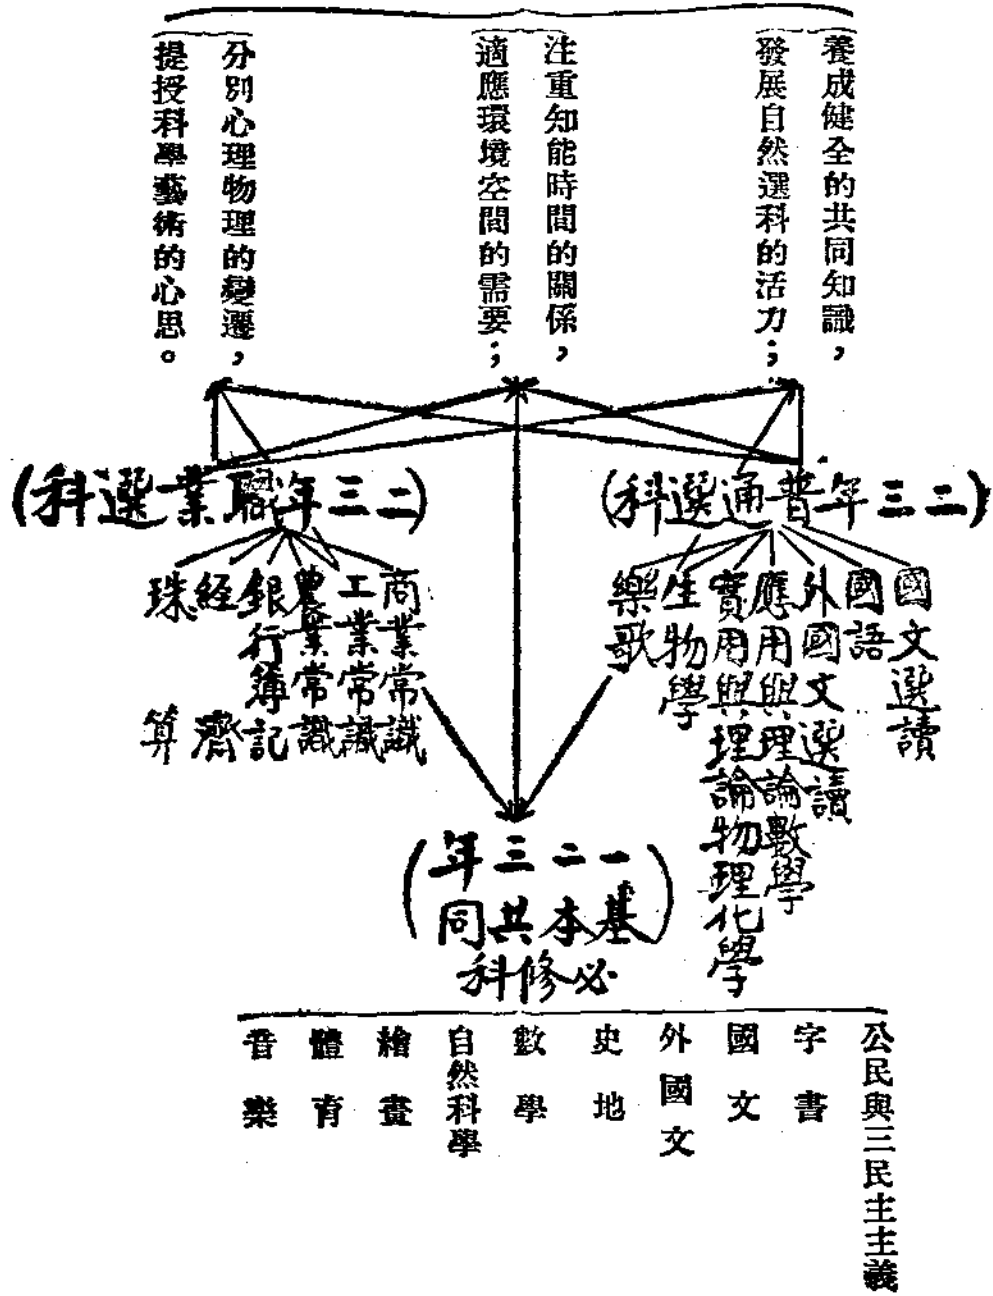 養成健全的共同知識，
發展自然選科的活力；
注重知能時間的關係，
適應環境空間的需要；
分別心理物理的變遷，
提授科學藝術的心思。
(二三年普通選科)
國文選讀
國語
外國文選讀
應用與理論數學
實用與理論物理化學
生物學
樂歌
(二三年職業選科)
商業常識
工業常識
農業常識
銀行簿記
経濟
珠算
(一二三年
基本共同)
必修科
公民與三民主主義
字書
國文
外國文
史地
數學
自然科學
繪畫
體育
音樂